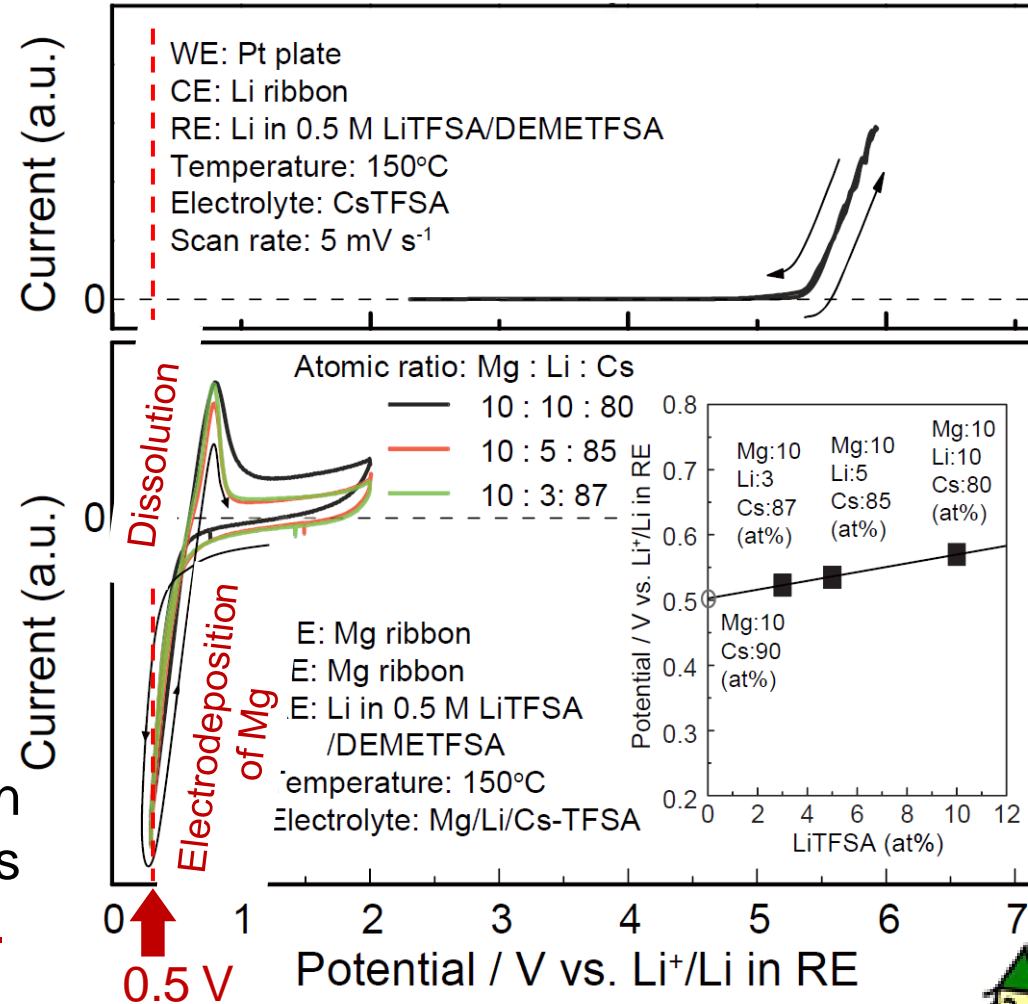 Current (a.u.)
WE: Pt plate
CE: Li ribbon
RE: Li in 0.5 M LiTFSA/DEMETFSA
Temperature: 150°C
Electrolyte: CsTFSA
Scan rate: 5 mV s⁻¹
0
Current (a.u.)
Dissolution
0
Electrodeposition
of Mg
Atomic ratio: Mg : Li : Cs
10 : 10 : 80
10 : 5 : 85
10 : 3: 87
E: Mg ribbon
E: Mg ribbon
E: Li in 0.5 M LiTFSA
/DEMETFSA
emperature: 150°C
Electrolyte: Mg/Li/Cs-TFSA
Potential / V vs. Li⁺/Li in RE
0.8
0.7
0.6
0.5
0.4
0.3
0.2
Mg:10
Li:3
Cs:87
(at%)
Mg:10
Li:5
Cs:85
(at%)
Mg:10
Li:10
Cs:80
(at%)
Mg:10
Cs:90
(at%)
0 2 4 6 8 10 12
LiTFSA (at%)
n
s
0 1 2 3 4 5 6 7
0.5 V
Potential / V vs. Li⁺/Li in RE